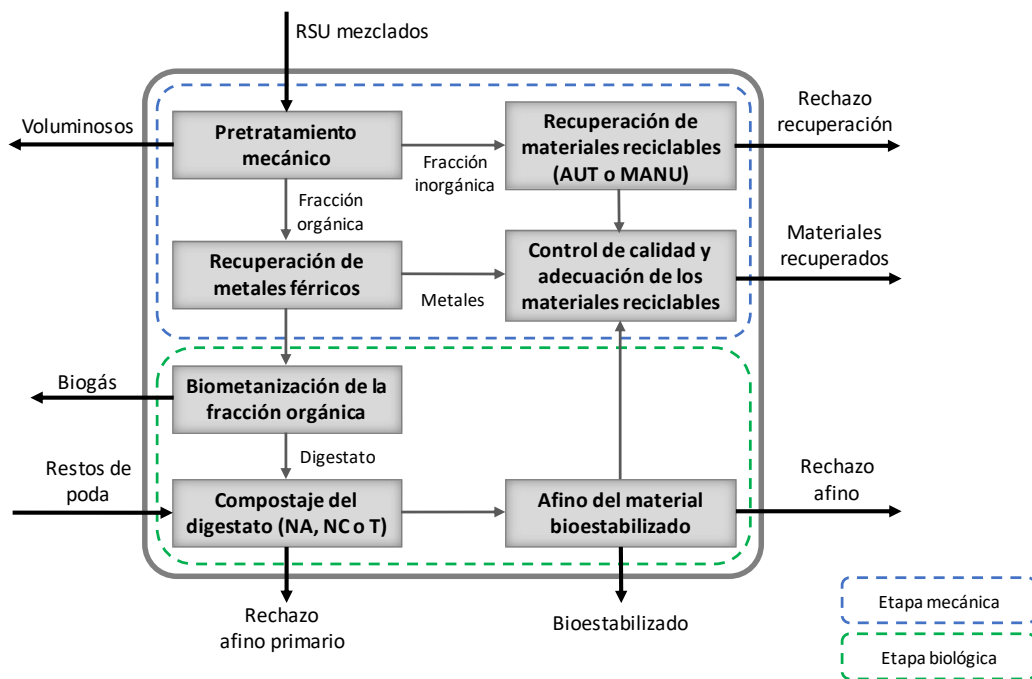 RSU mezclados
Voluminosos
Pretratamiento
mecánico
Fracción
inorgánica
Recuperación de
materiales reciclables
(AUT o MANU)
Rechazo
recuperación
Fracción
orgánica
Recuperación de
metales férricos
Metales
Control de calidad y
adecuación de los
materiales reciclables
Materiales
recuperados
Biogás
Biometanización de la
fracción orgánica
Digestato
Restos de
poda
Compostaje del
digestato (NA, NC o T)
Afino del material
bioestabilizado
Rechazo
afino
Rechazo
afino primario
Bioestabilizado
Etapa mecánica
Etapa biológica